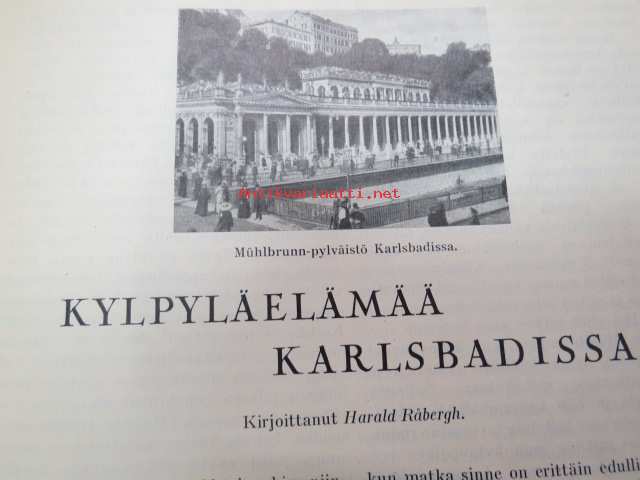 Antikvariaatti.net
Mühlbrunn-pylväistö Karlsbadissa.
KYLPYLÄELÄMÄÄ
KARLSBADISSA
Kirjoittanut Harald Råbergh.
kun matka sinne on erittäin edulli